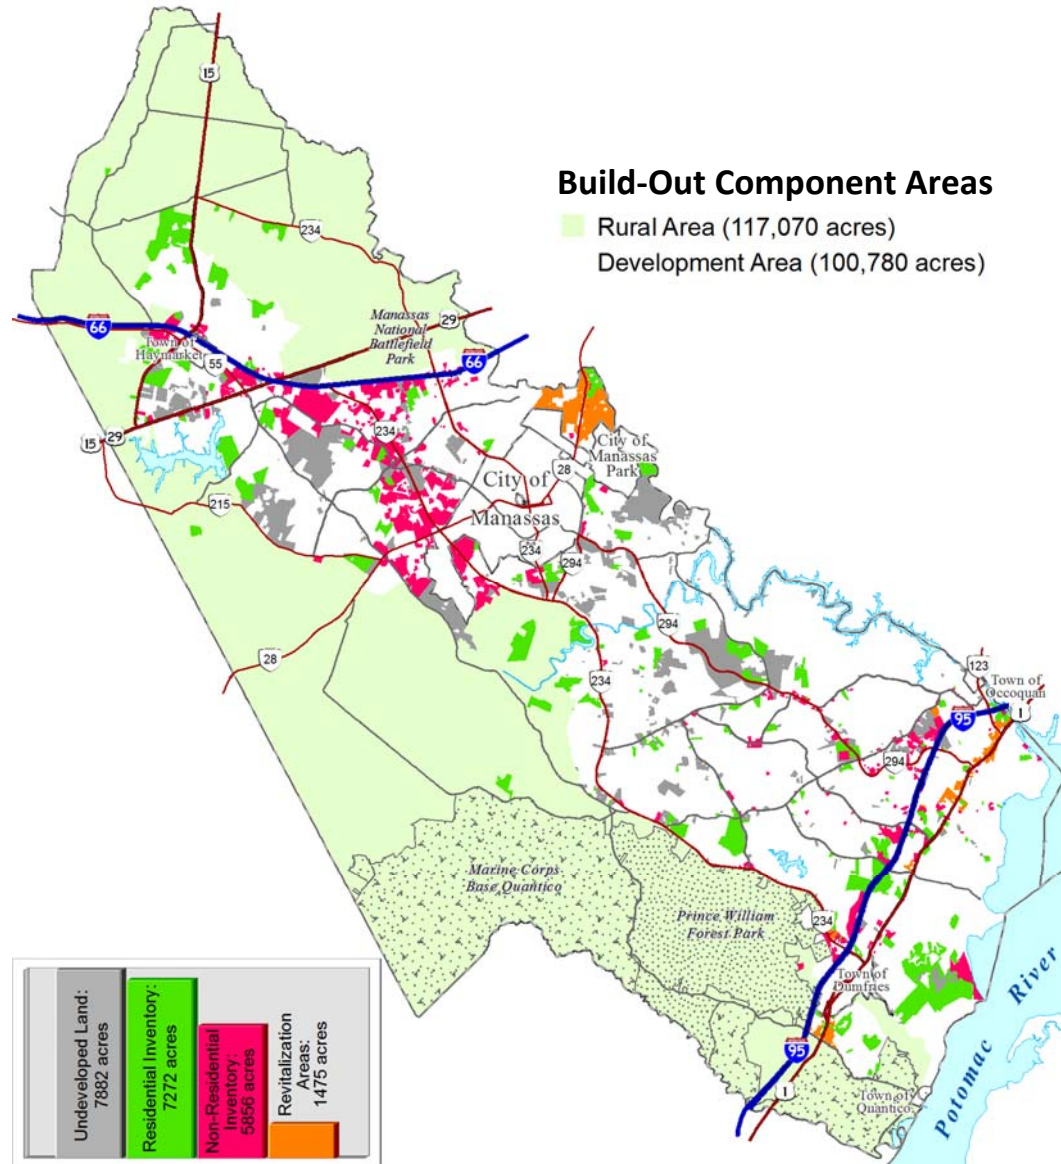 15
Build-Out Component Areas
Rural Area (117,070 acres)
Development Area (100,780 acres)
234
Manassas
National
Battlefield
Park
29
66
Town of
Haymarket
55
66
234
15
29
City of
Manassas
Park
28
City of
Manassas
215
234
294
28
294
234
123
Town of
Occoquan
95
1
294
Marine Corps
Base Quantico
Prince William
Forest Park
234
Town of
Dumfries
95
1
Town of
Quantico
Potomac River
Undeveloped Land:
7882 acres
Residential Inventory:
7272 acres
Non-Residential
Inventory:
5856 acres
Revitalization
Areas:
1475 acres